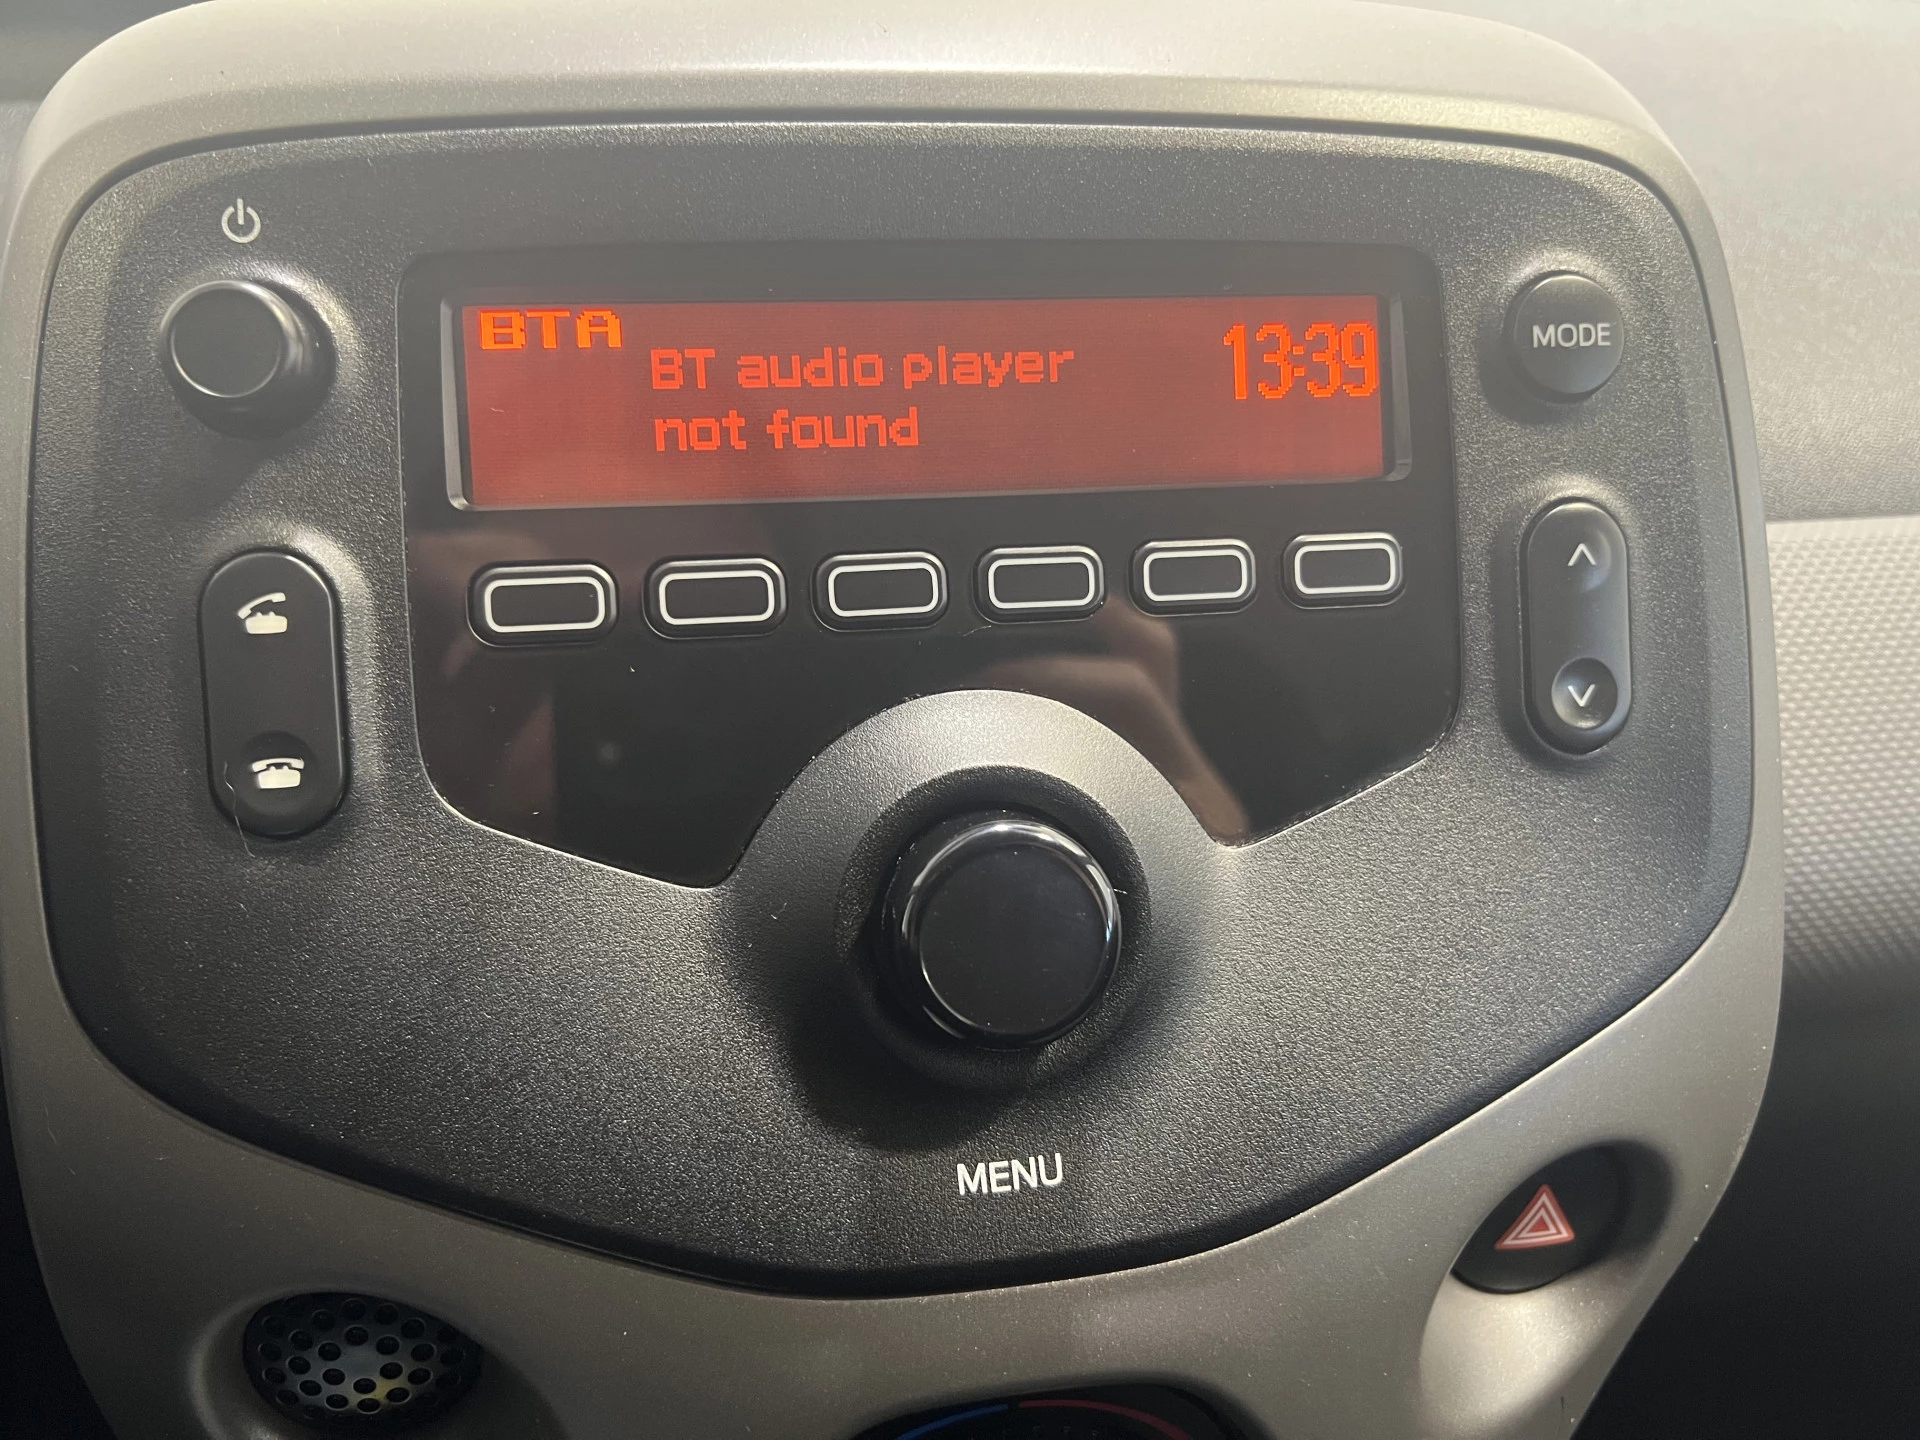 BTA
BT audio player
not found
13:39
MODE
MENU